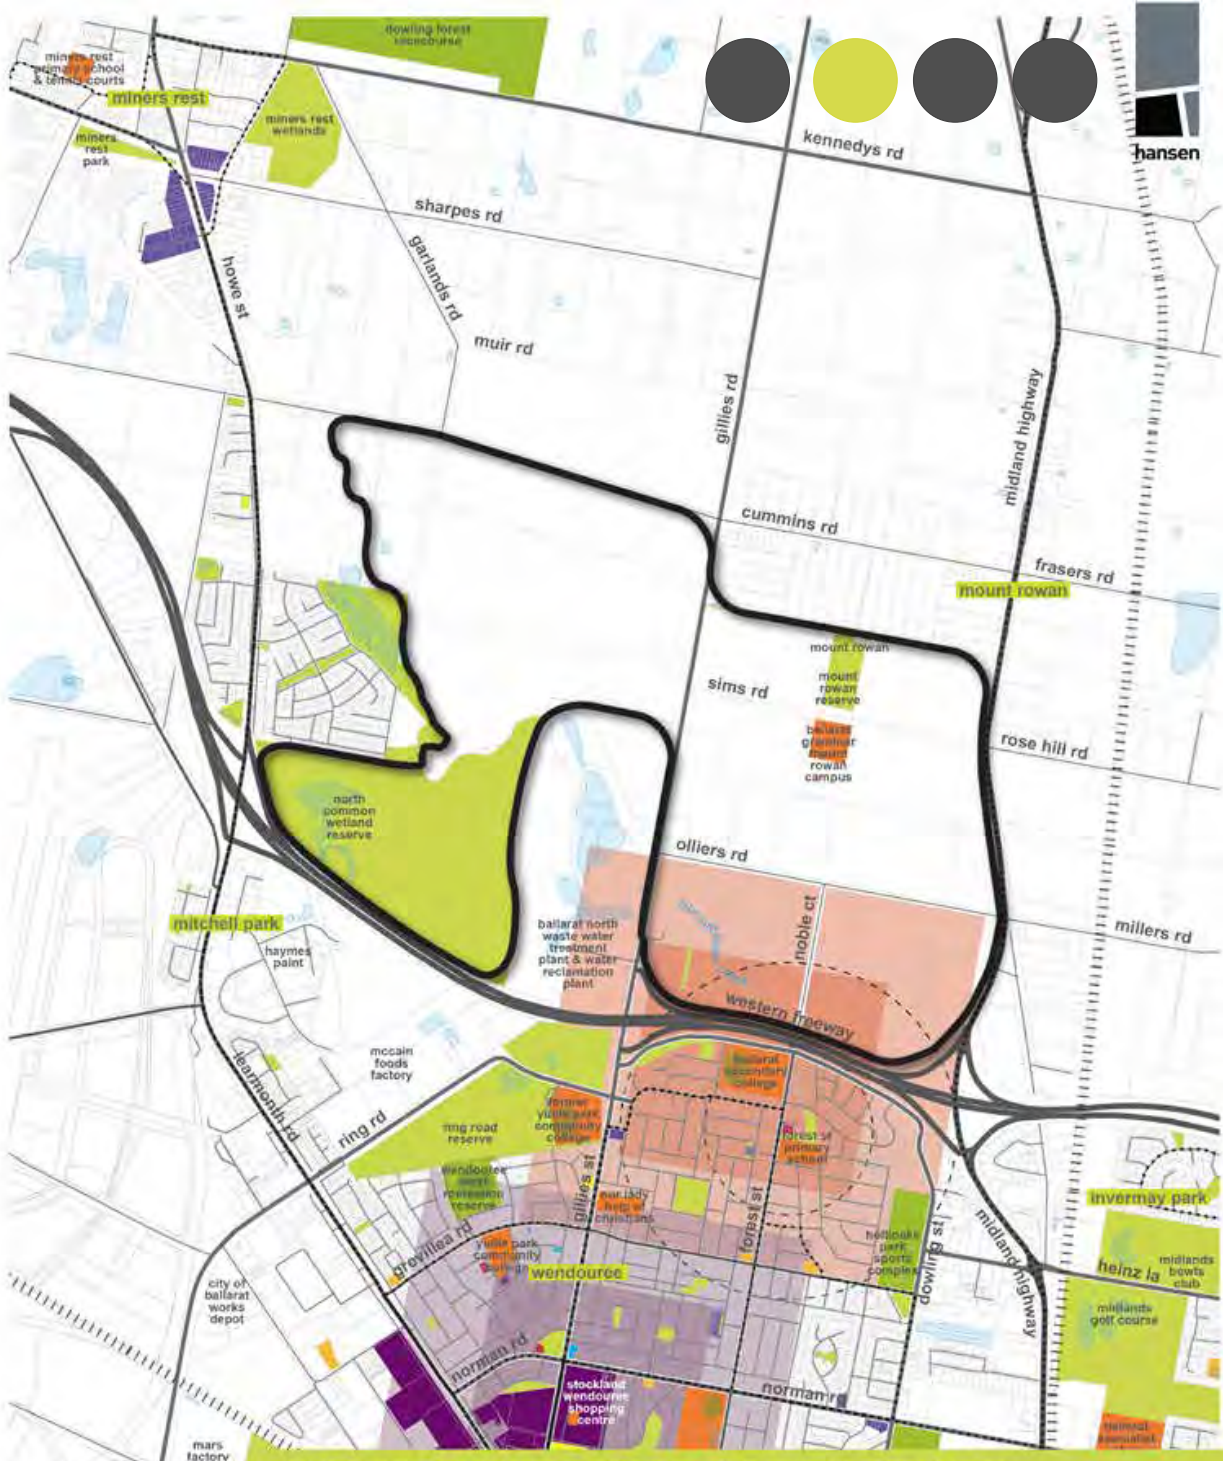 dowling forest
racecourse
miners rest
primary school
& tennis courts
miners rest
miners rest
wetlands
miners
rest
park
kennedys rd
hansen
sharpes rd
garlands rd
howe st
muir rd
gillies rd
midland highway
cummins rd
frasers rd
mount rowan
mount rowan
mount
rowan
reserve
sims rd
ballarat
grammar
mount
rowan
campus
rose hill rd
north
common
wetland
reserve
olliers rd
noble ct
millers rd
mitchell park
haymes
paint
ballarat north
waste water
treatment
plant & water
reclamation
plant
western freeway
mccain
foods
factory
ballarat
secondary
college
learmonth rd
ring rd
ring road
reserve
former
yuille park
community
college
forest st
primary
school
wendouree
west
recreation
reserve
gillies st
our lady
help of
christians
forest st
invermay park
grevillea rd
yuille park
community
college
wendouree
hollioake
park
sports
complex
dowling st
midland highway
heinz la
midlands
bowls
club
midlands
golf course
city of
ballarat
works
depot
norman rd
stockland
wendouree
shopping
centre
norman rd
mars
factory